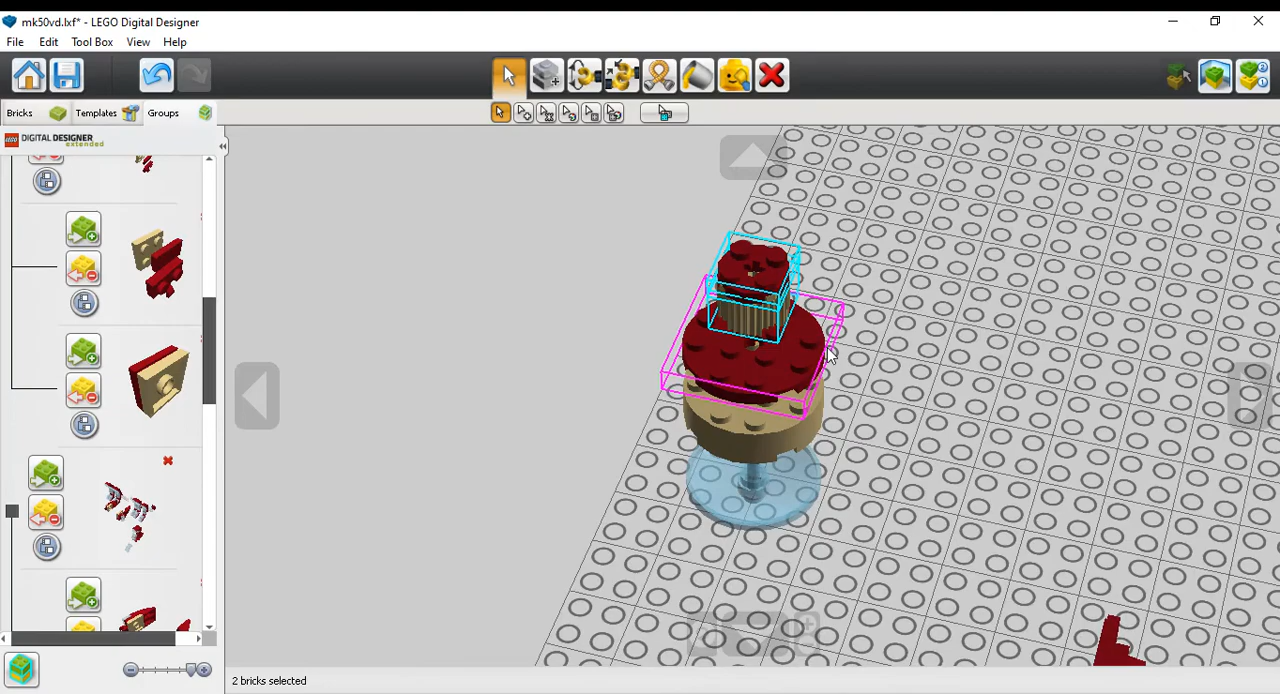 mk50vd.lxf* - LEGO Digital Designer
File Edit Tool Box View Help
Bricks Templates Groups
LEGO DIGITAL DESIGNER
extended
2 bricks selected